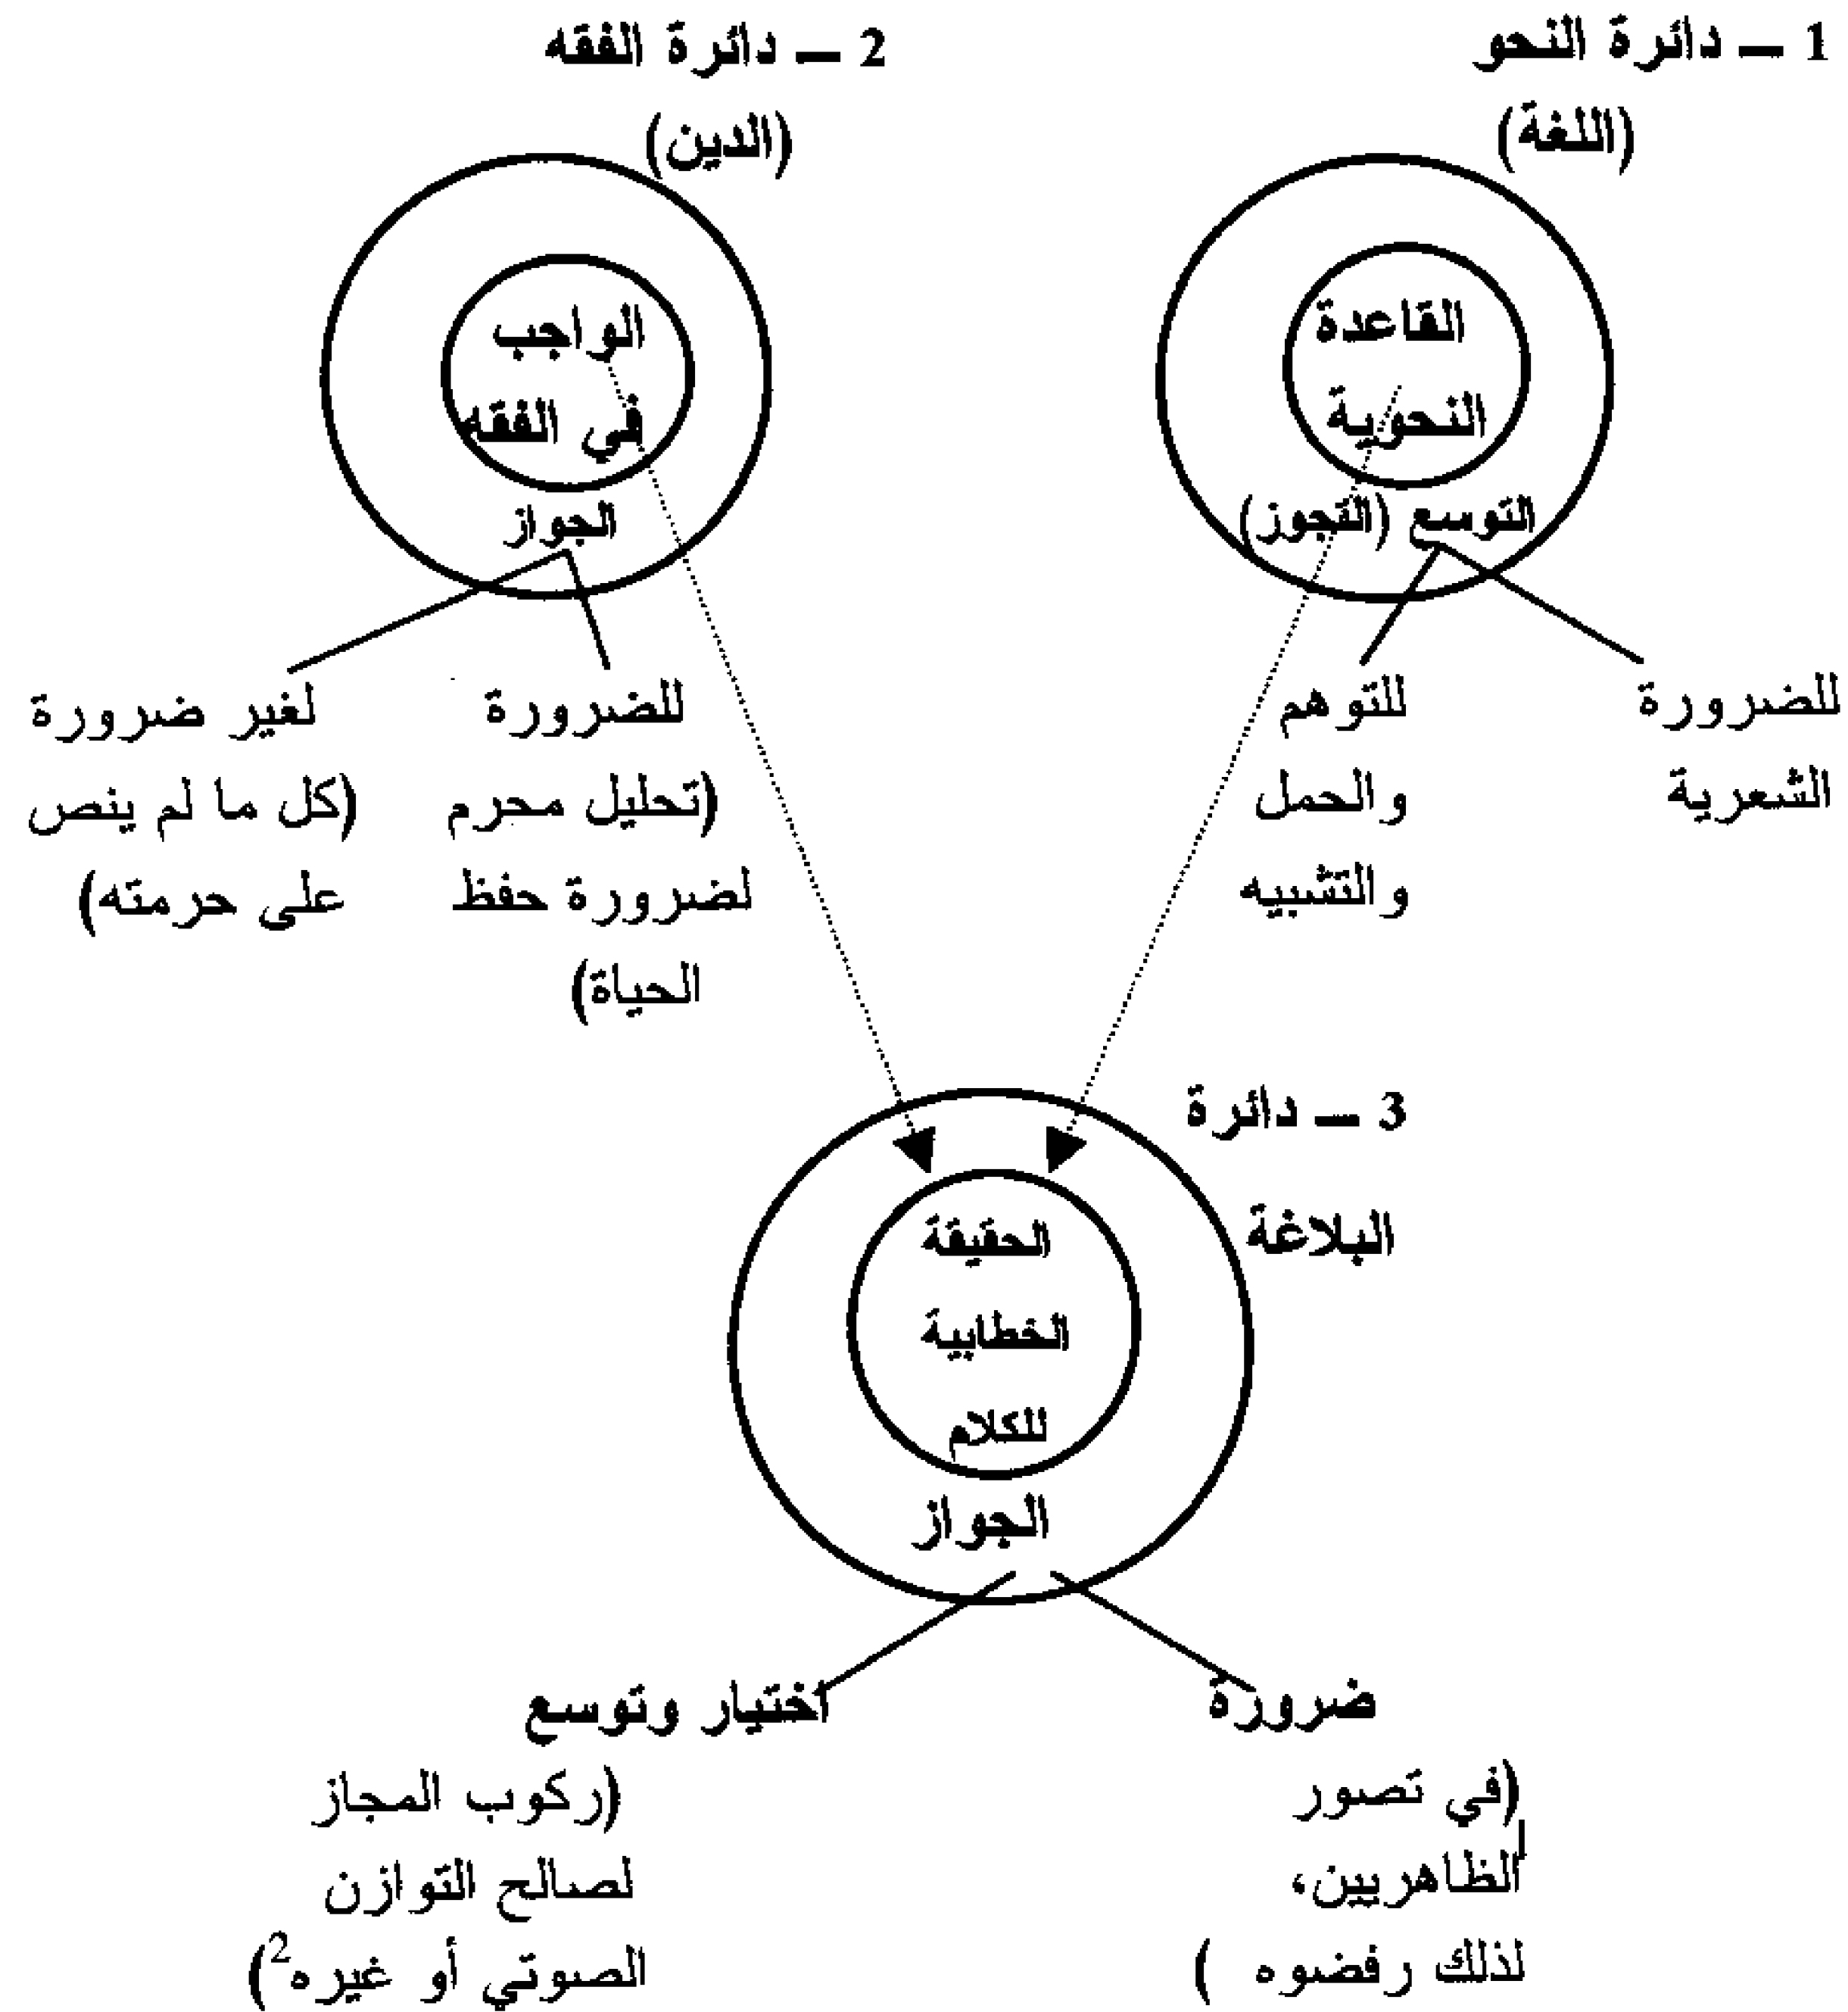 1 – دائرة النحو
(اللغة)
القاعدة
النحوية
التوسع (التجوز)
للضرورة
الشعرية
للتوهم
والحمل
والتشبيه
2 – دائرة الفقه
(الدين)
الواجب
في الفقه
الجواز
للضرورة
(تحليل محرم
لضرورة حفظ
الحياة)
لغير ضرورة
(كل ما لم ينص
على حرمته)
3 – دائرة
البلاغة
الحقيقة
الخطابية
للكلام
الجواز
ضرورة
(في تصور
الظاهريين،
لذلك رفضوه )
اختيار وتوسع
(ركوب المجاز
لصالح التوازن
الصوتي أو غيره²)